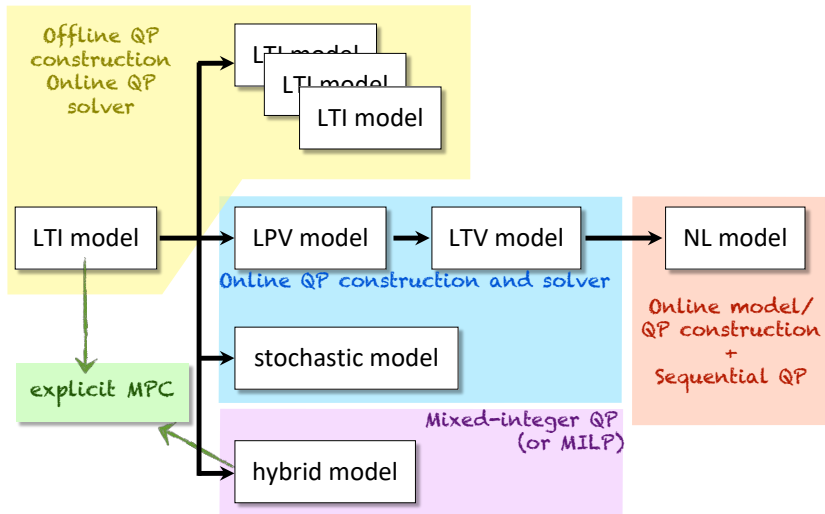 Offline QP
construction
Online QP
solver
LTI model
LTI model
LTI model
LTI model
LPV model
LTV model
NL model
Online QP construction and solver
Online model/
QP construction
+
Sequential QP
stochastic model
explicit MPC
Mixed-integer QP
(or MILP)
hybrid model